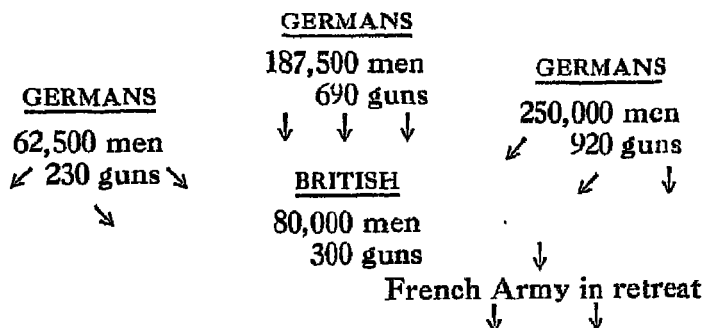 GERMANS
187,500 men
690 guns
GERMANS
62,500 men
230 guns
GERMANS
250,000 men
920 guns
BRITISH
80,000 men
300 guns
French Army in retreat